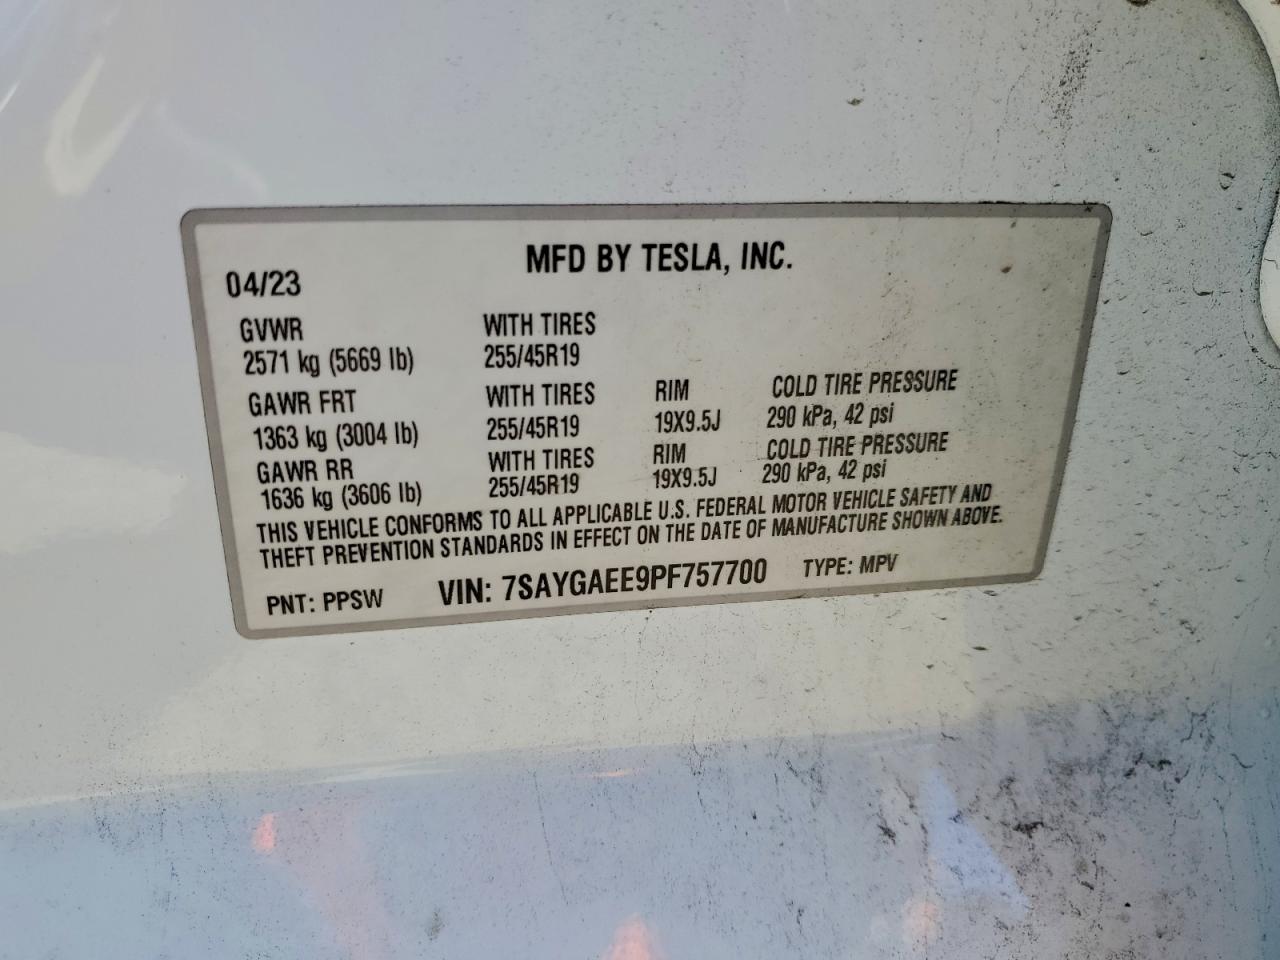 MFD BY TESLA, INC.
04/23
GVWR WITH TIRES
2571 kg (5669 lb) 255/45R19
GAWR FRT WITH TIRES RIM COLD TIRE PRESSURE
1363 kg (3004 lb) 255/45R19 19X9.5J 290 kPa, 42 psi
GAWR RR WITH TIRES RIM COLD TIRE PRESSURE
1636 kg (3606 lb) 255/45R19 19X9.5J 290 kPa, 42 psi
THIS VEHICLE CONFORMS TO ALL APPLICABLE U.S. FEDERAL MOTOR VEHICLE SAFETY AND
THEFT PREVENTION STANDARDS IN EFFECT ON THE DATE OF MANUFACTURE SHOWN ABOVE.
PNT: PPSW VIN: 7SAYGAEE9PF757700 TYPE: MPV